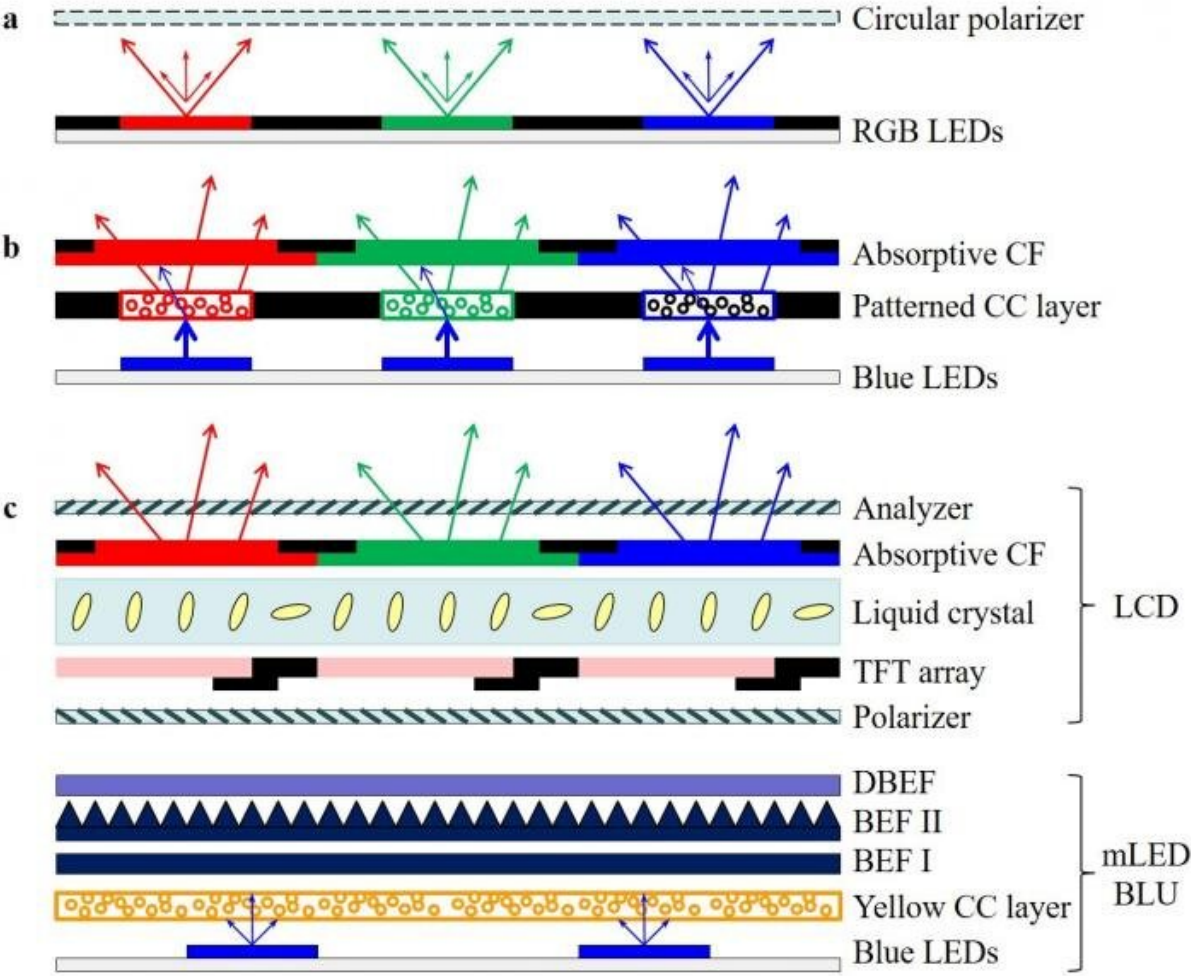 a
Circular polarizer
RGB LEDs
b
Absorptive CF
Patterned CC layer
Blue LEDs
c
Analyzer
Absorptive CF
Liquid crystal
LCD
TFT array
Polarizer
DBEF
BEF II
BEF I
mLED
BLU
Yellow CC layer
Blue LEDs